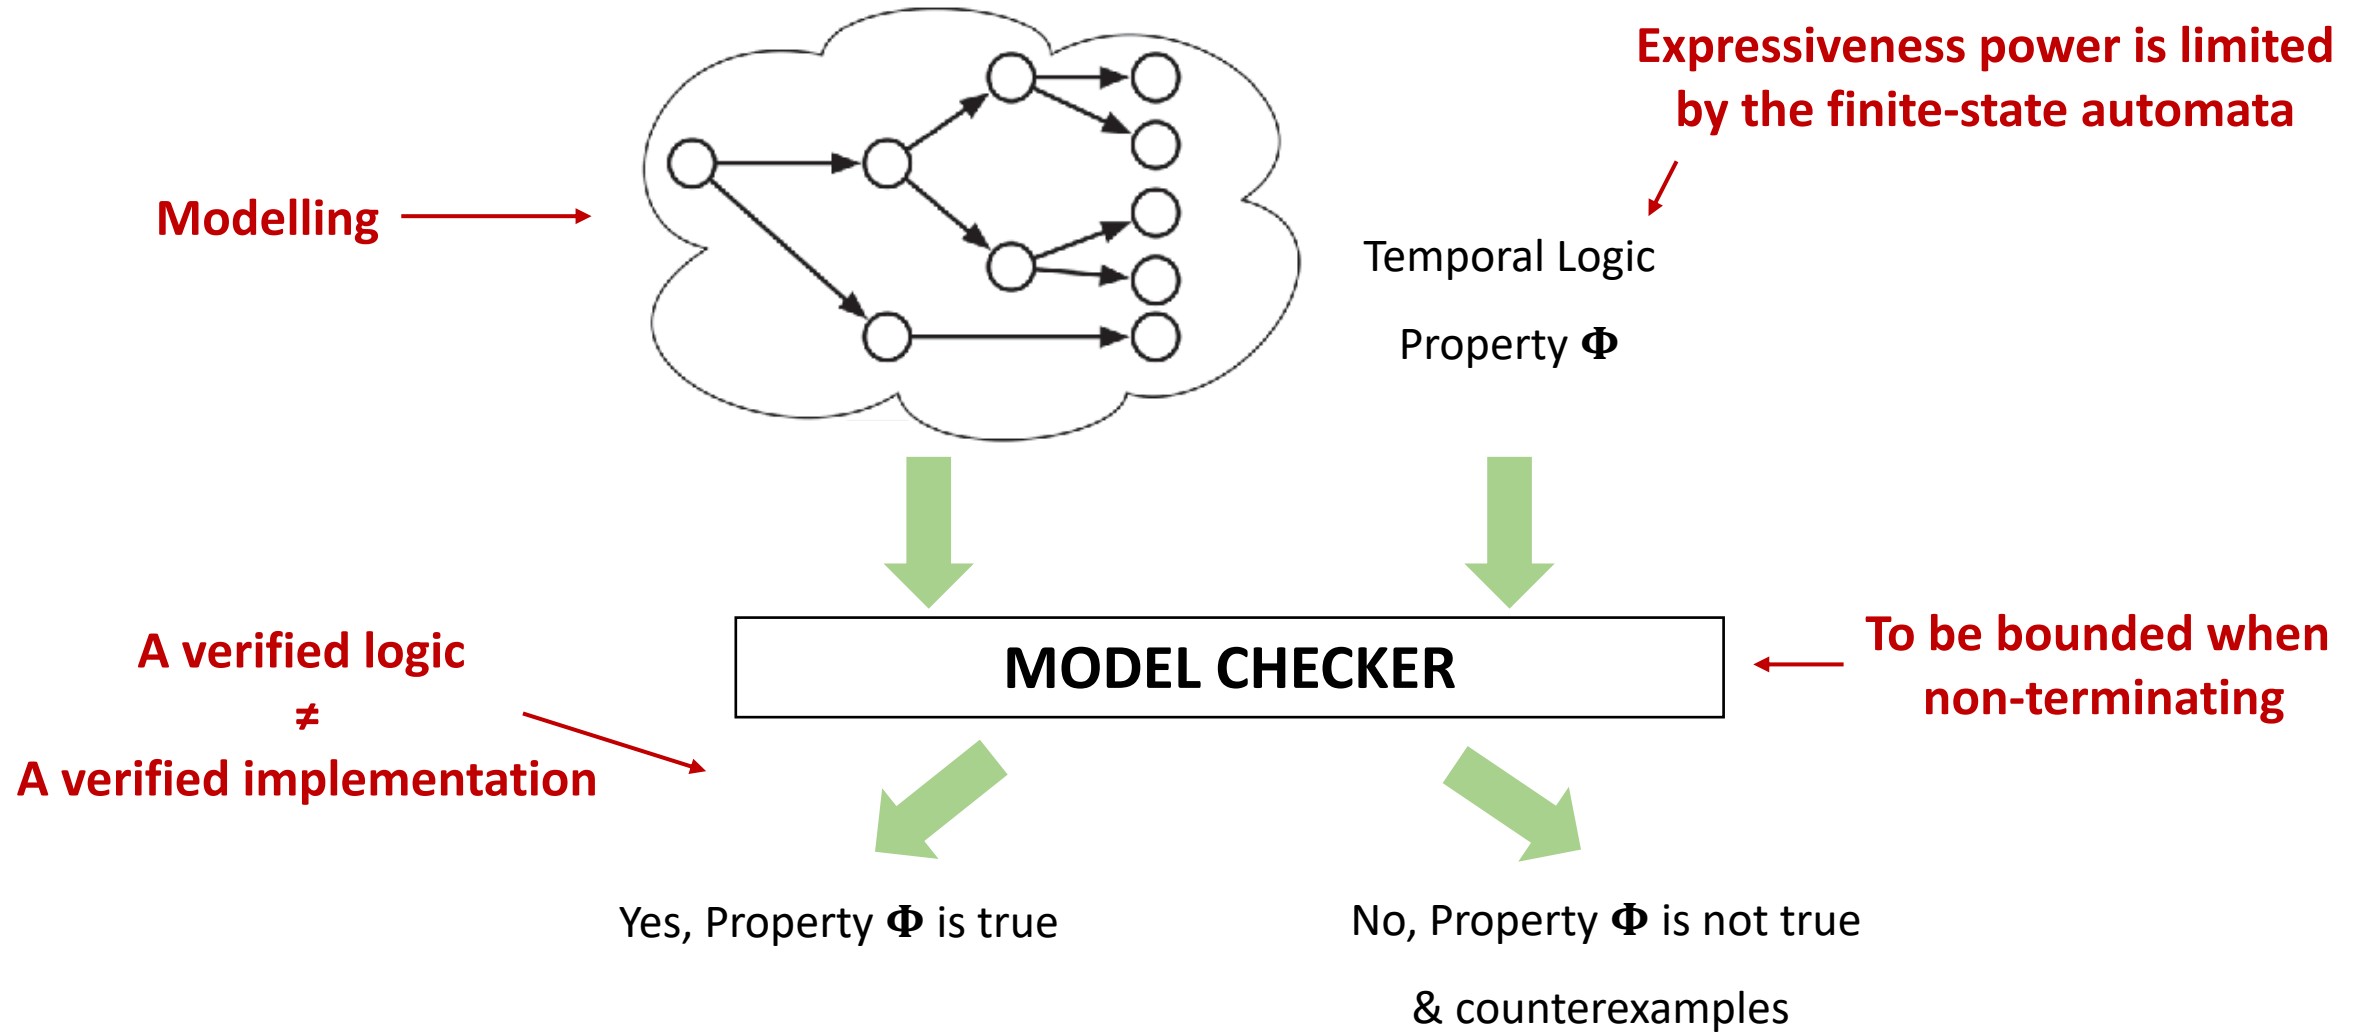 Expressiveness power is limited
by the finite-state automata
Modelling
Temporal Logic
Property Φ
A verified logic
≠
A verified implementation
MODEL CHECKER
To be bounded when
non-terminating
Yes, Property Φ is true
No, Property Φ is not true
& counterexamples